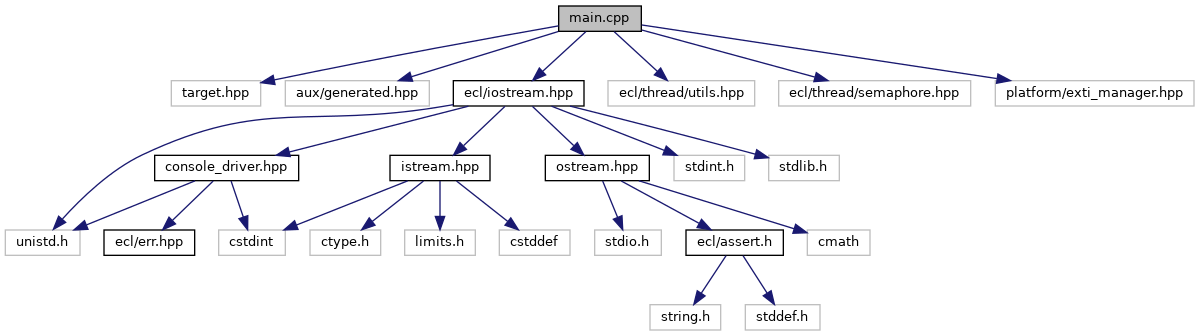 main.cpp
target.hpp
aux/generated.hpp
ecl/iostream.hpp
ecl/thread/utils.hpp
ecl/thread/semaphore.hpp
platform/exti_manager.hpp
console_driver.hpp
istream.hpp
ostream.hpp
stdint.h
stdlib.h
unistd.h
ecl/err.hpp
cstdint
ctype.h
limits.h
cstddef
stdio.h
ecl/assert.h
cmath
string.h
stddef.h